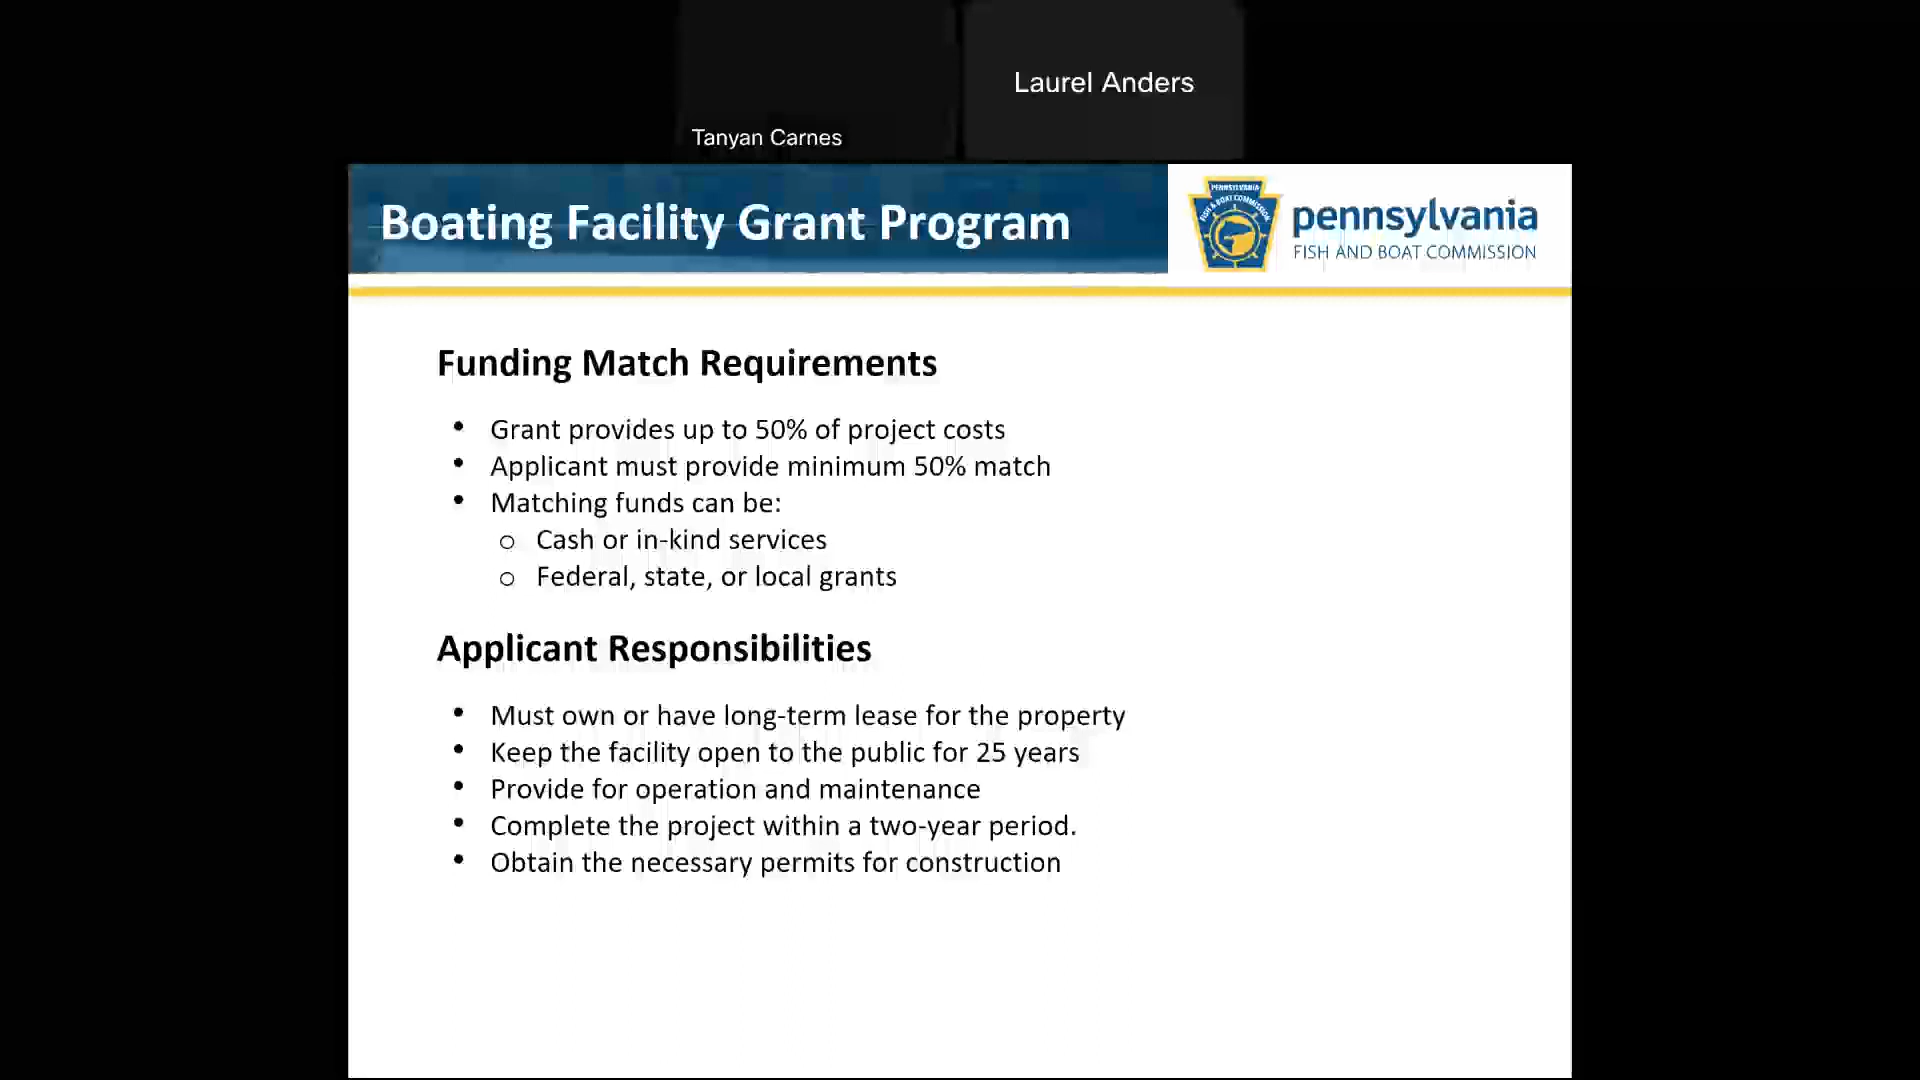 Laurel Anders
Tanyan Carnes
Boating Facility Grant Program
PENNSYLVANIA
FISH & BOAT COMMISSION
pennsylvania
FISH AND BOAT COMMISSION
Funding Match Requirements
• Grant provides up to 50% of project costs
• Applicant must provide minimum 50% match
• Matching funds can be:
o Cash or in-kind services
o Federal, state, or local grants
Applicant Responsibilities
• Must own or have long-term lease for the property
• Keep the facility open to the public for 25 years
• Provide for operation and maintenance
• Complete the project within a two-year period.
• Obtain the necessary permits for construction